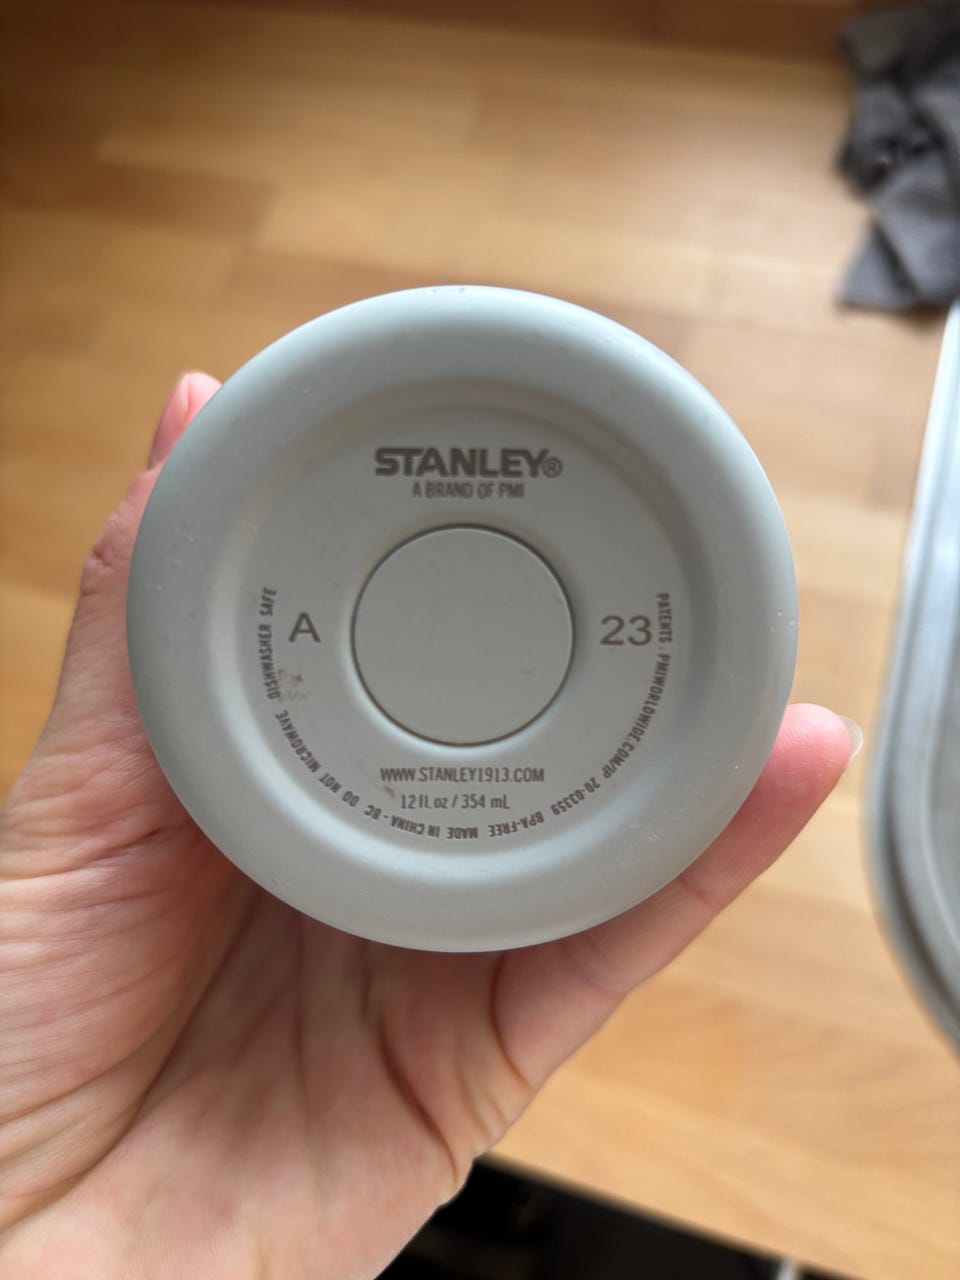 STANLEY®
A BRAND OF PMI
A
23
WWW.STANLEY1913.COM
12 fl. oz / 354 mL
PATENTS: PMIWORLDWIDE.COM/IP 20-03359 BPA-FREE MADE IN CHINA - BC DO NOT MICROWAVE DISHWASHER SAFE